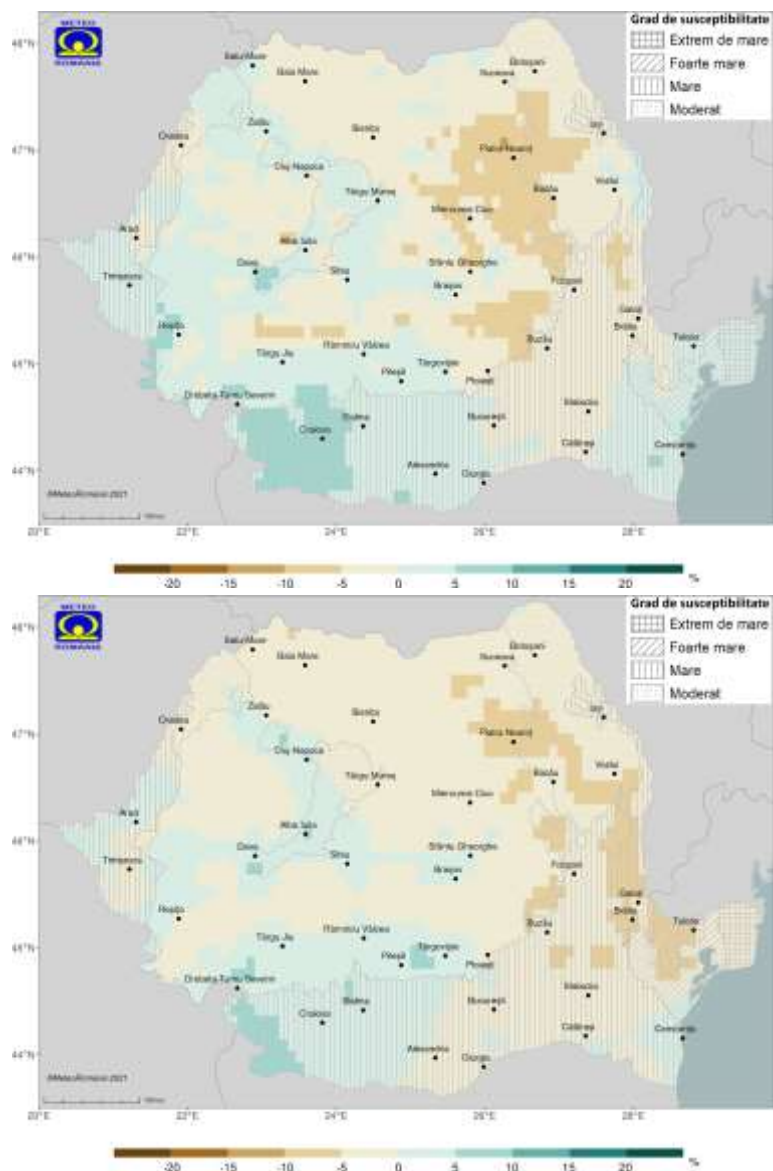 METEO
ROMANIA
Grad de susceptibilitate
Extrem de mare
Foarte mare
Mare
Moderat
48°N
47°N
46°N
45°N
44°N
Satu Mare
Baia Mare
Suceava
Botoșani
Iași
Oradea
Zalău
Bistrița
Piatra Neamț
Cluj Napoca
Târgu Mureș
Bacău
Vaslui
Miercurea Ciuc
Arad
Alba Iulia
Timișoara
Deva
Sibiu
Sfântu Gheorghe
Brașov
Focșani
Galați
Brăila
Tulcea
Reșița
Târgu Jiu
Râmnicu Vâlcea
Pitești
Târgoviște
Ploiești
Buzău
Drobeta-Turnu Severin
Craiova
Slatina
București
Slobozia
Călărași
Constanța
Alexandria
Giurgiu
20°E
22°E
24°E
26°E
28°E
-20 -15 -10 -5 0 5 10 15 20 %
METEO
ROMANIA
Grad de susceptibilitate
Extrem de mare
Foarte mare
Mare
Moderat
48°N
47°N
46°N
45°N
44°N
Satu Mare
Baia Mare
Suceava
Botoșani
Iași
Oradea
Zalău
Bistrița
Piatra Neamț
Cluj Napoca
Târgu Mureș
Bacău
Vaslui
Miercurea Ciuc
Arad
Alba Iulia
Timișoara
Deva
Sibiu
Sfântu Gheorghe
Brașov
Focșani
Galați
Brăila
Tulcea
Reșița
Târgu Jiu
Râmnicu Vâlcea
Pitești
Târgoviște
Ploiești
Buzău
Drobeta-Turnu Severin
Craiova
Slatina
București
Slobozia
Călărași
Constanța
Alexandria
Giurgiu
20°E
22°E
24°E
26°E
28°E
-20 -15 -10 -5 0 5 10 15 20 %